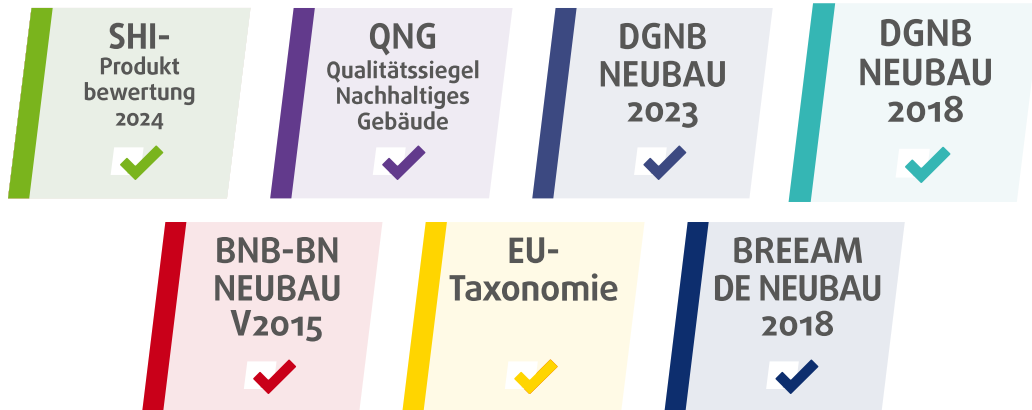 SHI-
Produkt
bewertung
2024
QNG
Qualitätssiegel
Nachhaltiges
Gebäude
DGNB
NEUBAU
2023
DGNB
NEUBAU
2018
BNB-BN
NEUBAU
V2015
EU-
Taxonomie
BREEAM
DE NEUBAU
2018